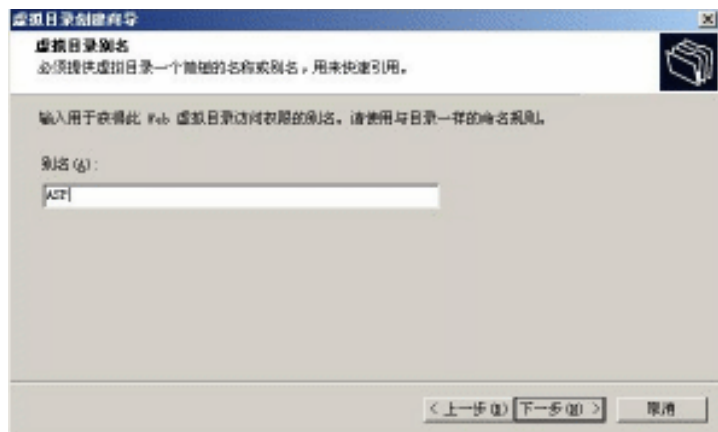 虚拟目录创建向导
虚拟目录别名
必须提供虚拟目录一个简短的名称或别名，用来快速引用。
输入用于获得此 Web 虚拟目录访问权限的别名。请使用与目录一样的命名规则。
别名(A):
ASP
< 上一步(B) 下一步(N) > 取消